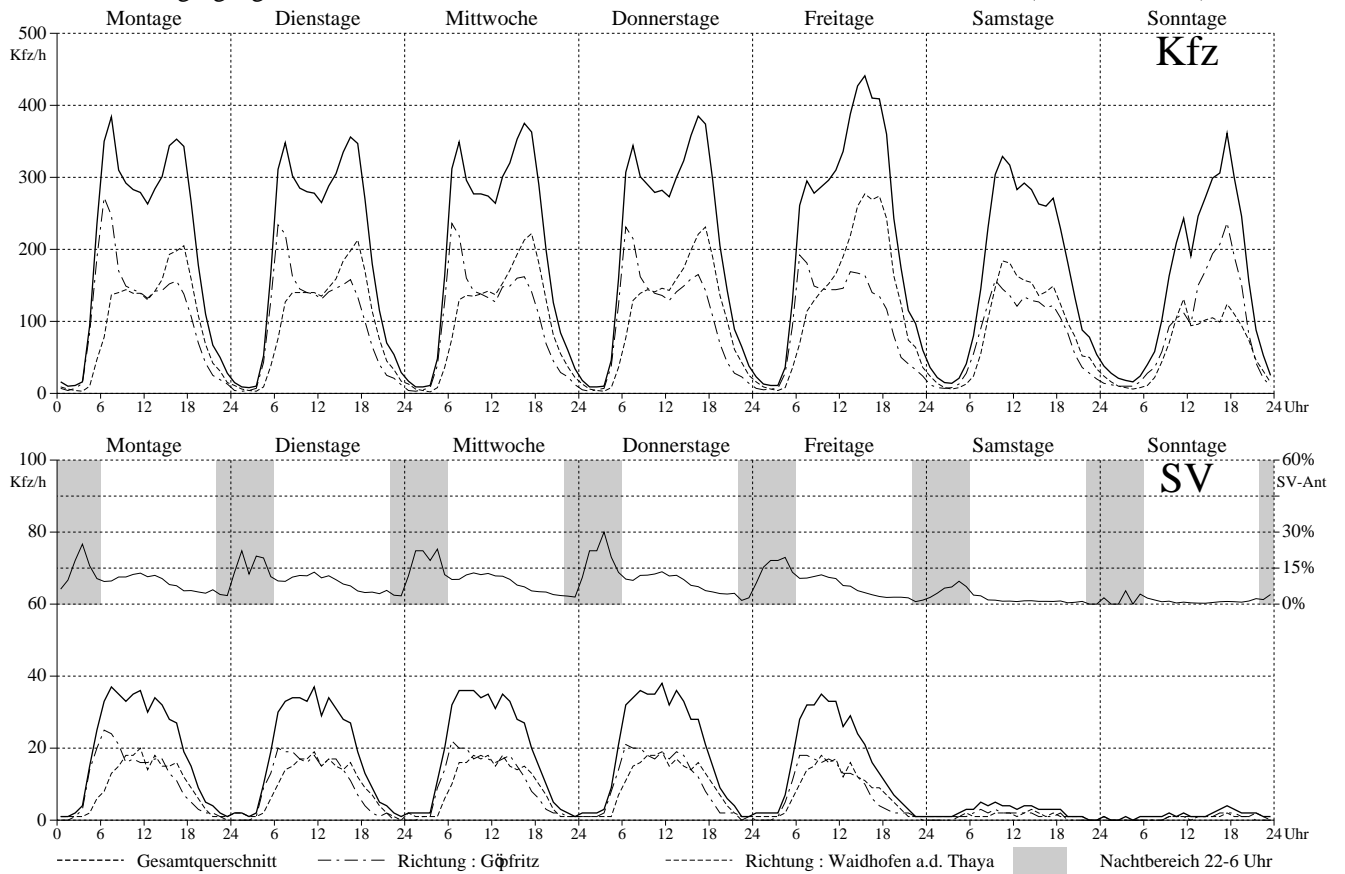 Montage Dienstage Mittwoche Donnerstage Freitage Samstage Sonntage
500
Kfz/h
Kfz
400
300
200
100
0
0 6 12 18 24 6 12 18 24 6 12 18 24 6 12 18 24 6 12 18 24 6 12 18 24 6 12 18 24 Uhr
Montage Dienstage Mittwoche Donnerstage Freitage Samstage Sonntage
100 60%
Kfz/h SV SV-Ant
80 30%
15%
60 0%
40
20
0
0 6 12 18 24 6 12 18 24 6 12 18 24 6 12 18 24 6 12 18 24 6 12 18 24 6 12 18 24 Uhr
Gesamtquerschnitt Richtung : Göpfritz Richtung : Waidhofen a.d. Thaya Nachtbereich 22-6 Uhr